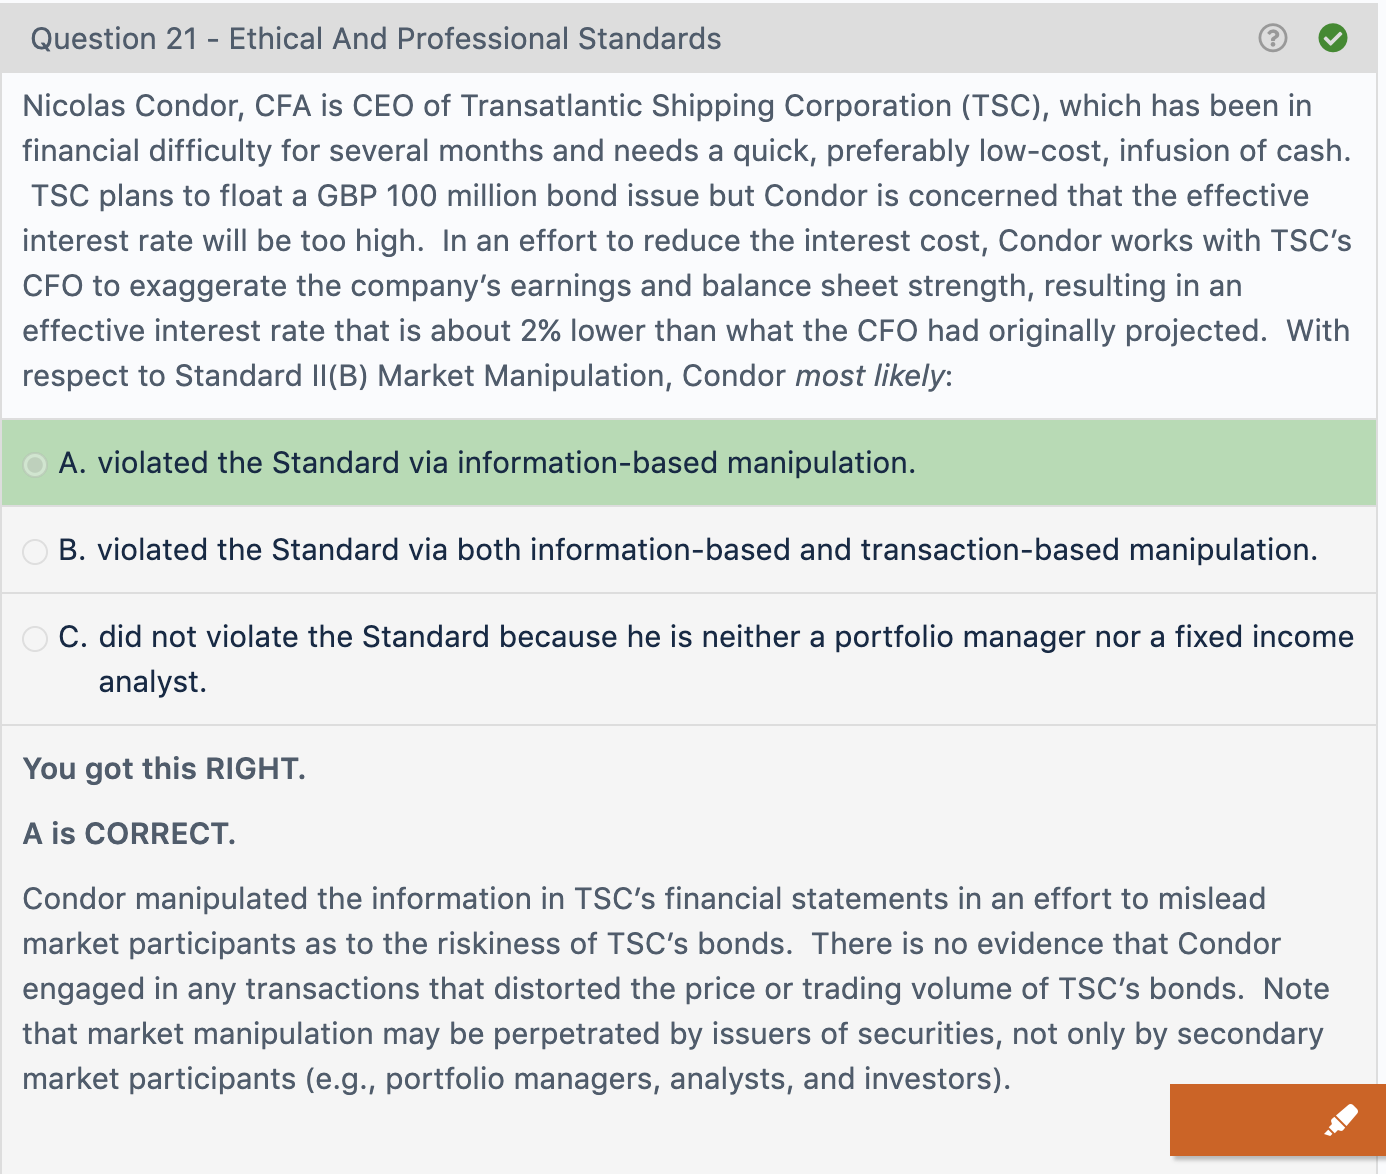 Question 21 - Ethical And Professional Standards
Nicolas Condor, CFA is CEO of Transatlantic Shipping Corporation (TSC), which has been in
financial difficulty for several months and needs a quick, preferably low-cost, infusion of cash.
TSC plans to float a GBP 100 million bond issue but Condor is concerned that the effective
interest rate will be too high.  In an effort to reduce the interest cost, Condor works with TSC’s
CFO to exaggerate the company’s earnings and balance sheet strength, resulting in an
effective interest rate that is about 2% lower than what the CFO had originally projected.  With
respect to Standard II(B) Market Manipulation, Condor most likely:
A. violated the Standard via information-based manipulation.
B. violated the Standard via both information-based and transaction-based manipulation.
C. did not violate the Standard because he is neither a portfolio manager nor a fixed income
analyst.
You got this RIGHT.
A is CORRECT.
Condor manipulated the information in TSC’s financial statements in an effort to mislead
market participants as to the riskiness of TSC’s bonds.  There is no evidence that Condor
engaged in any transactions that distorted the price or trading volume of TSC’s bonds.  Note
that market manipulation may be perpetrated by issuers of securities, not only by secondary
market participants (e.g., portfolio managers, analysts, and investors).